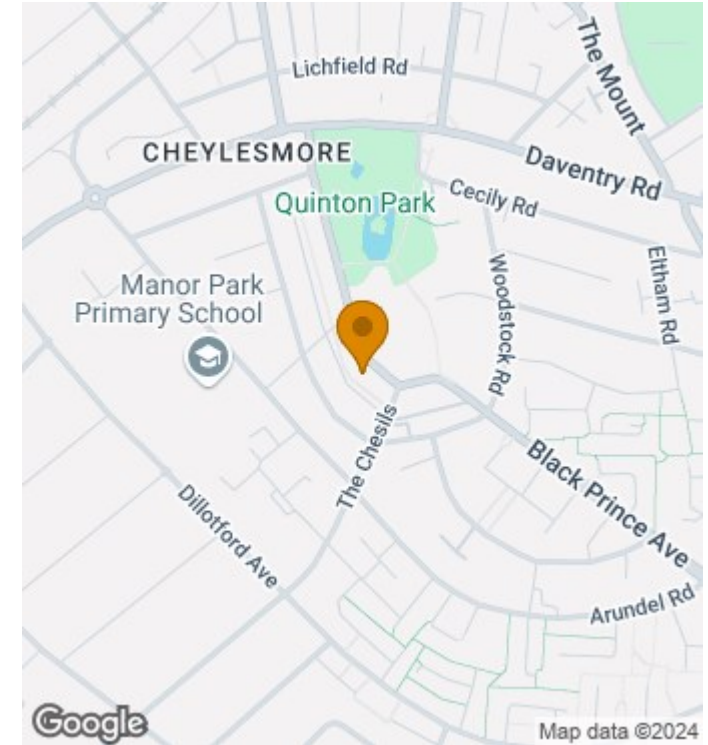 The Mount
Lichfield Rd
CHEYLESMORE
Daventry Rd
Cecily Rd
Quinton Park
Eltham Rd
Woodstock Rd
Manor Park
Primary School
The Chesils
Black Prince Ave
Dillotford Ave
Arundel Rd
Google
Map data ©2024